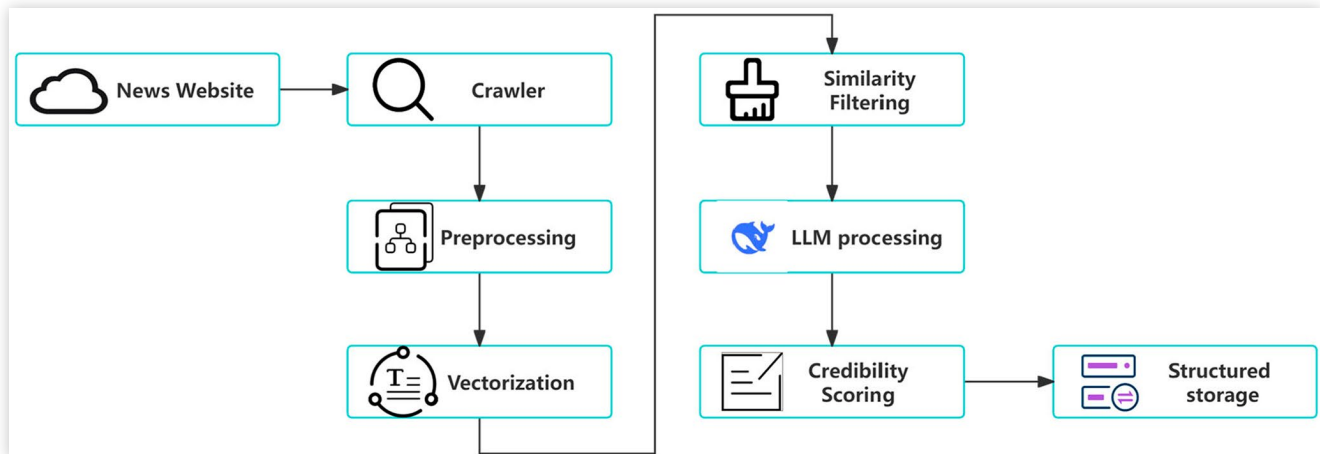 News Website
Crawler
Preprocessing
Vectorization
Similarity
Filtering
LLM processing
Credibility
Scoring
Structured
storage